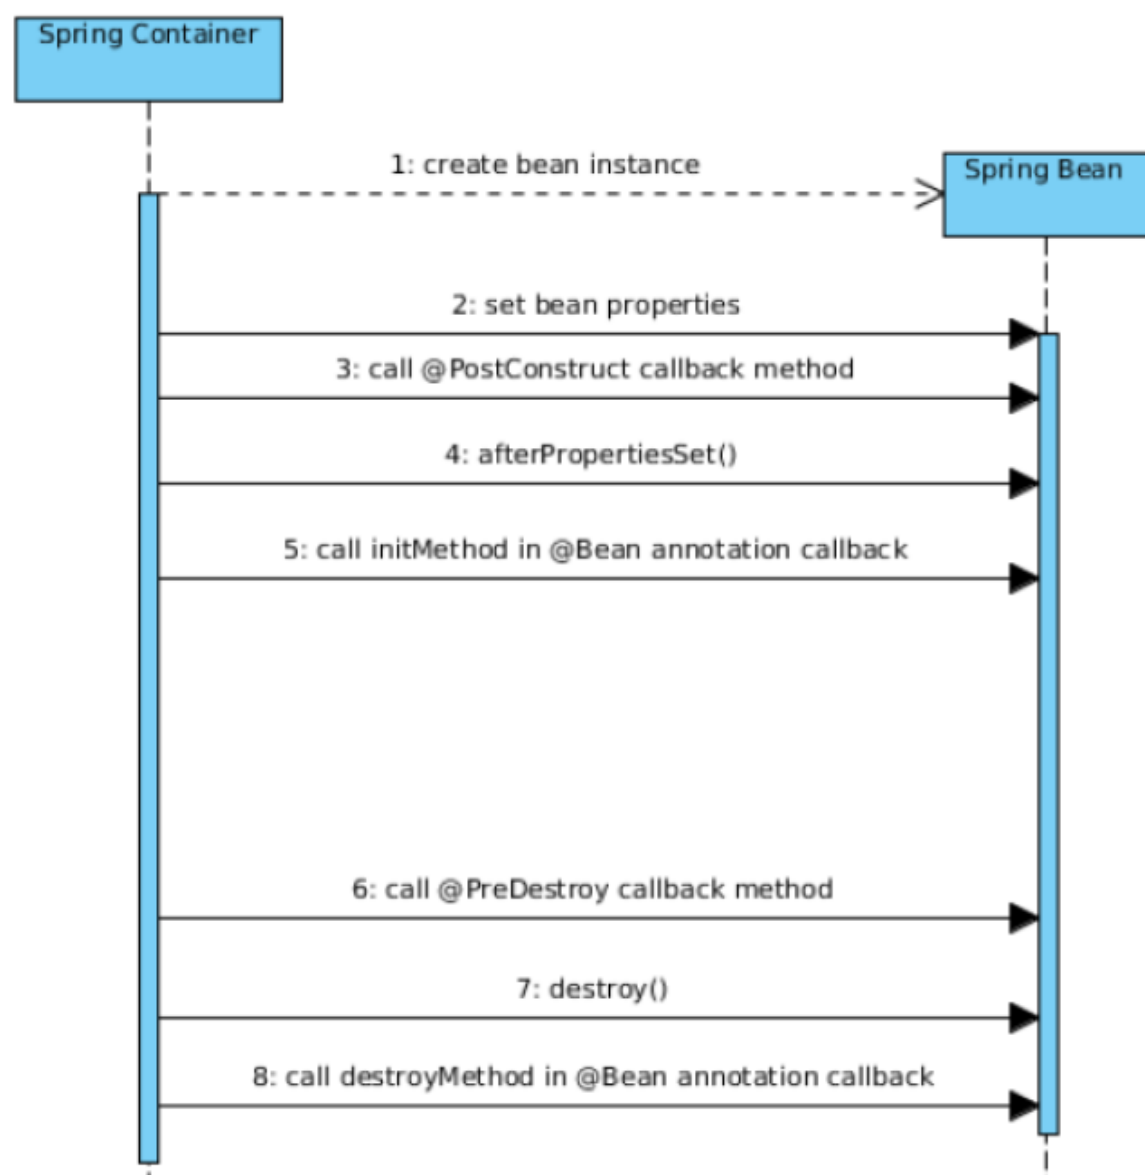 Spring Container
1: create bean instance
Spring Bean
2: set bean properties
3: call @PostConstruct callback method
4: afterPropertiesSet()
5: call initMethod in @Bean annotation callback
6: call @PreDestroy callback method
7: destroy()
8: call destroyMethod in @Bean annotation callback